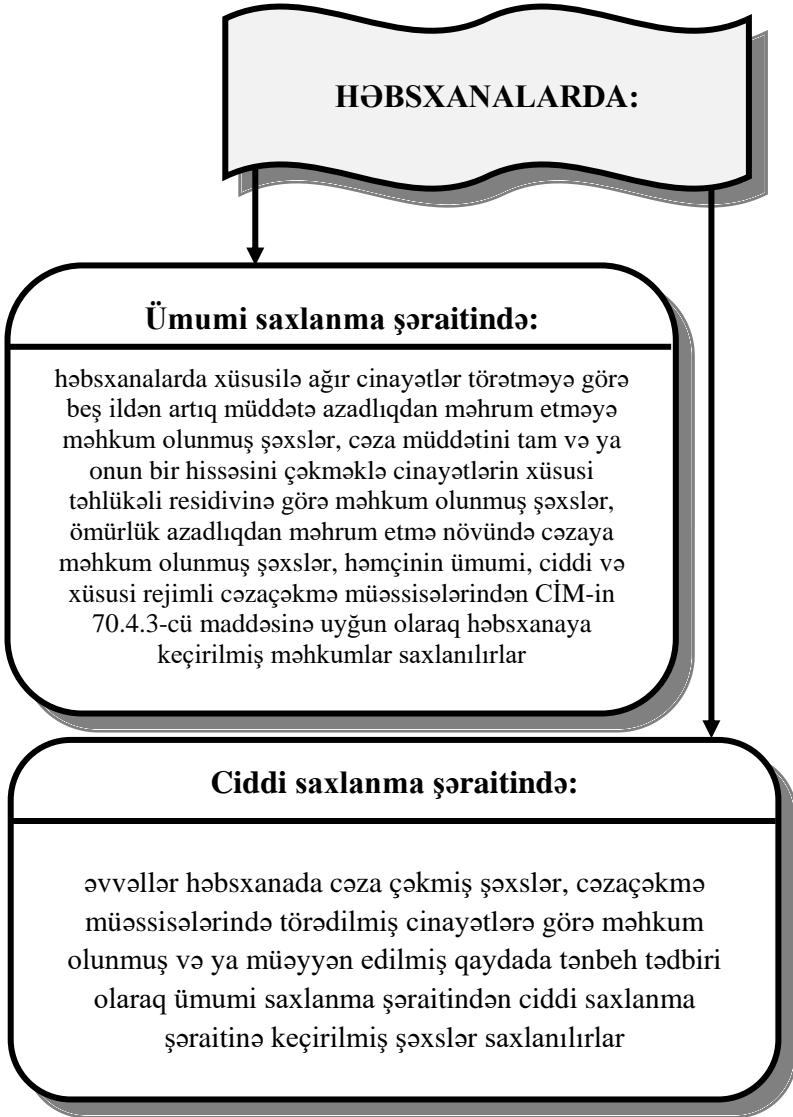 HƏBSXANALARDA:
Ümumi saxlanma şəraitində:
həbsxanalarda xüsusilə ağır cinayətlər törətməyə görə
beş ildən artıq müddətə azadlıqdan məhrum etməyə
məhkum olunmuş şəxslər, cəza müddətini tam və ya
onun bir hissəsini çəkməklə cinayətlərin xüsusi
təhlükəli residivinə görə məhkum olunmuş şəxslər,
ömürlük azadlıqdan məhrum etmə növündə cəzaya
məhkum olunmuş şəxslər, həmçinin ümumi, ciddi və
xüsusi rejimli cəzaçəkmə müəssisələrindən CİM-in
70.4.3-cü maddəsinə uyğun olaraq həbsxanaya
keçirilmiş məhkumlar saxlanılırlar
Ciddi saxlanma şəraitində:
əvvəllər həbsxanada cəza çəkmiş şəxslər, cəzaçəkmə
müəssisələrində törədilmiş cinayətlərə görə məhkum
olunmuş və ya müəyyən edilmiş qaydada tənbeh tədbiri
olaraq ümumi saxlanma şəraitindən ciddi saxlanma
şəraitinə keçirilmiş şəxslər saxlanılırlar